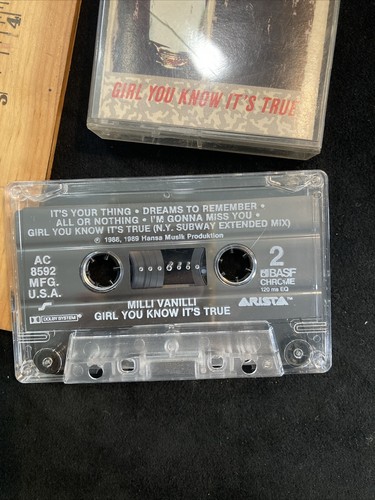 GIRL YOU KNOW IT'S TRUE
IT'S YOUR THING • DREAMS TO REMEMBER •
ALL OR NOTHING • I'M GONNA MISS YOU •
GIRL YOU KNOW IT'S TRUE (N.Y. SUBWAY EXTENDED MIX)
℗ 1988, 1989 Hansa Musik Produktion
AC
8592
MFG.
U.S.A.
2
BASF
CHROME
120 ms EQ
DOLBY SYSTEM
MILLI VANILLI
GIRL YOU KNOW IT'S TRUE
ARISTA